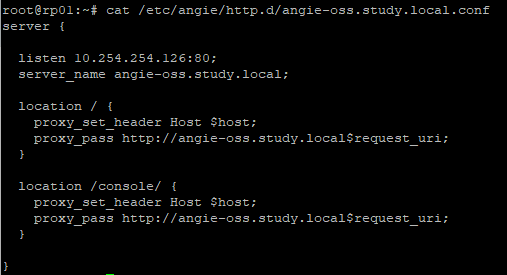 root@rp01:~# cat /etc/angie/http.d/angie-oss.study.local.conf
server {
listen 10.254.254.126:80;
server_name angie-oss.study.local;
location / {
proxy_set_header Host $host;
proxy_pass http://angie-oss.study.local$request_uri;
}
location /console/ {
proxy_set_header Host $host;
proxy_pass http://angie-oss.study.local$request_uri;
}
}